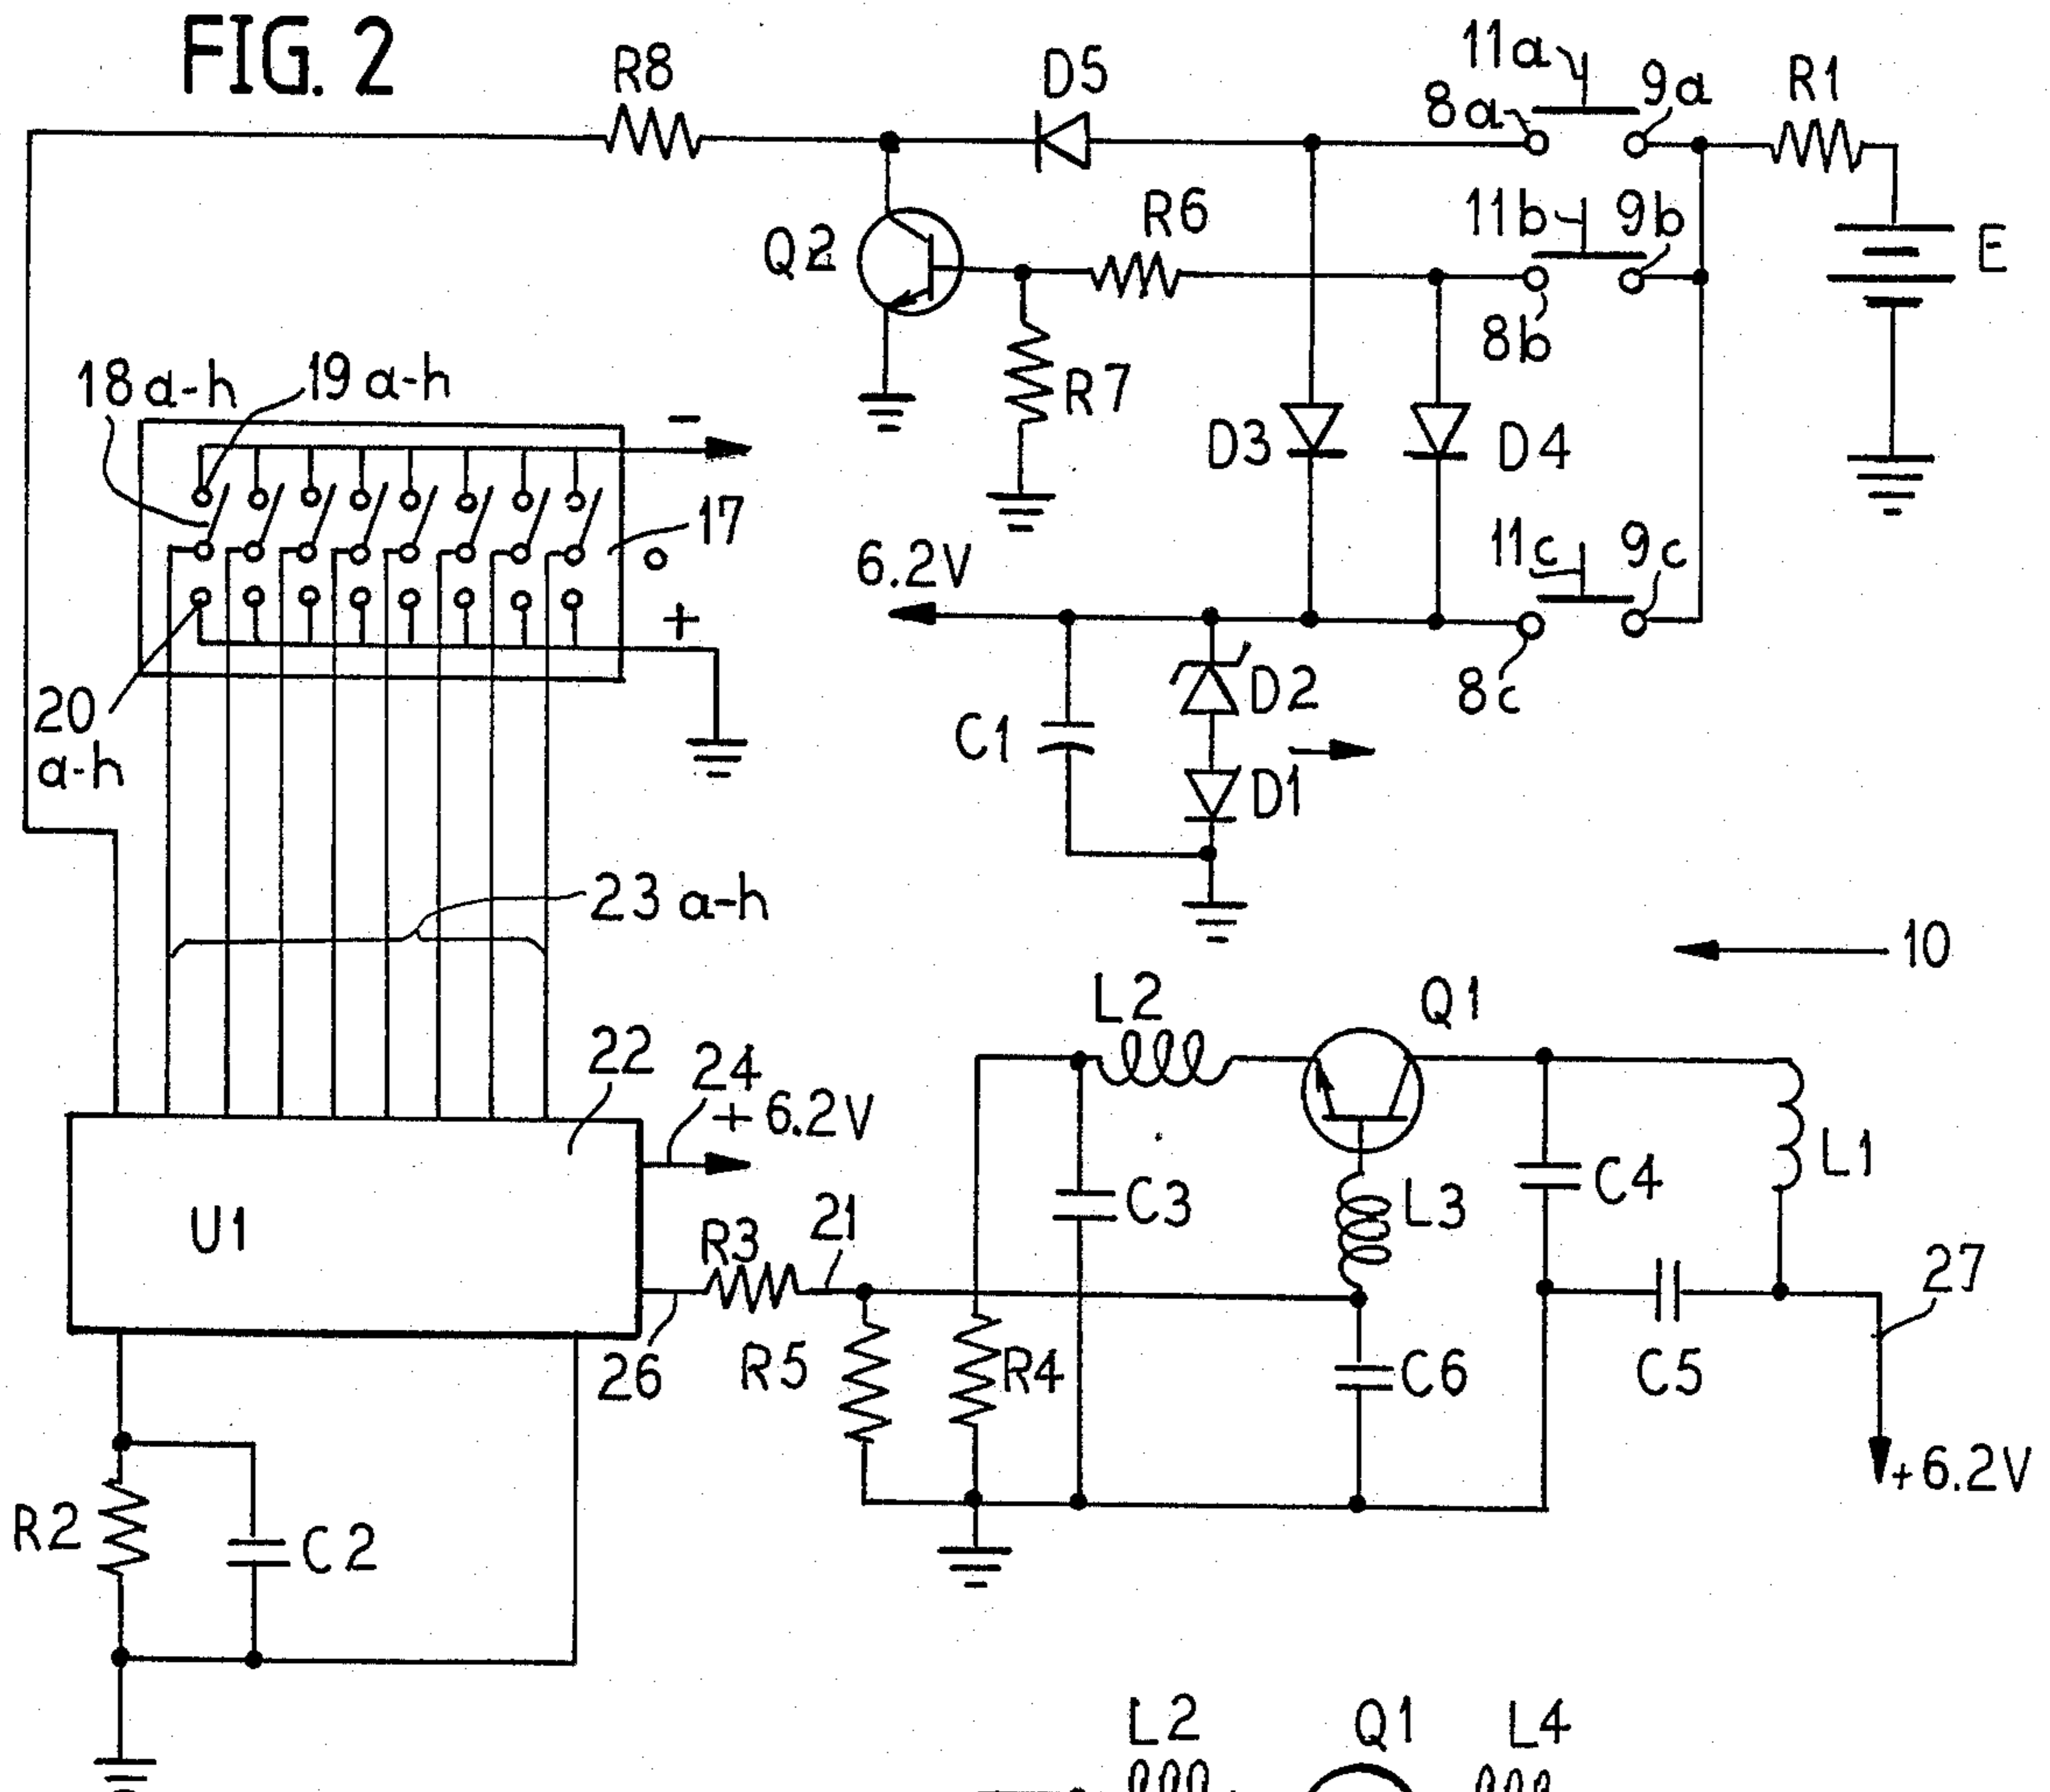 FIG. 2
R8
D5
11a
8a
9a
R1
Q2
R6
11b
9b
E
8b
18 a-h
19 a-h
R7
D3
D4
17
6.2V
11c
9c
8c
20
a-h
C1
D2
D1
23 a-h
10
L2
Q1
22
24
+ 6.2V
U1
R3
21
C3
L3
C4
L1
27
26
R5
R4
C6
C5
+6.2V
R2
C2
L2
Q1
L4